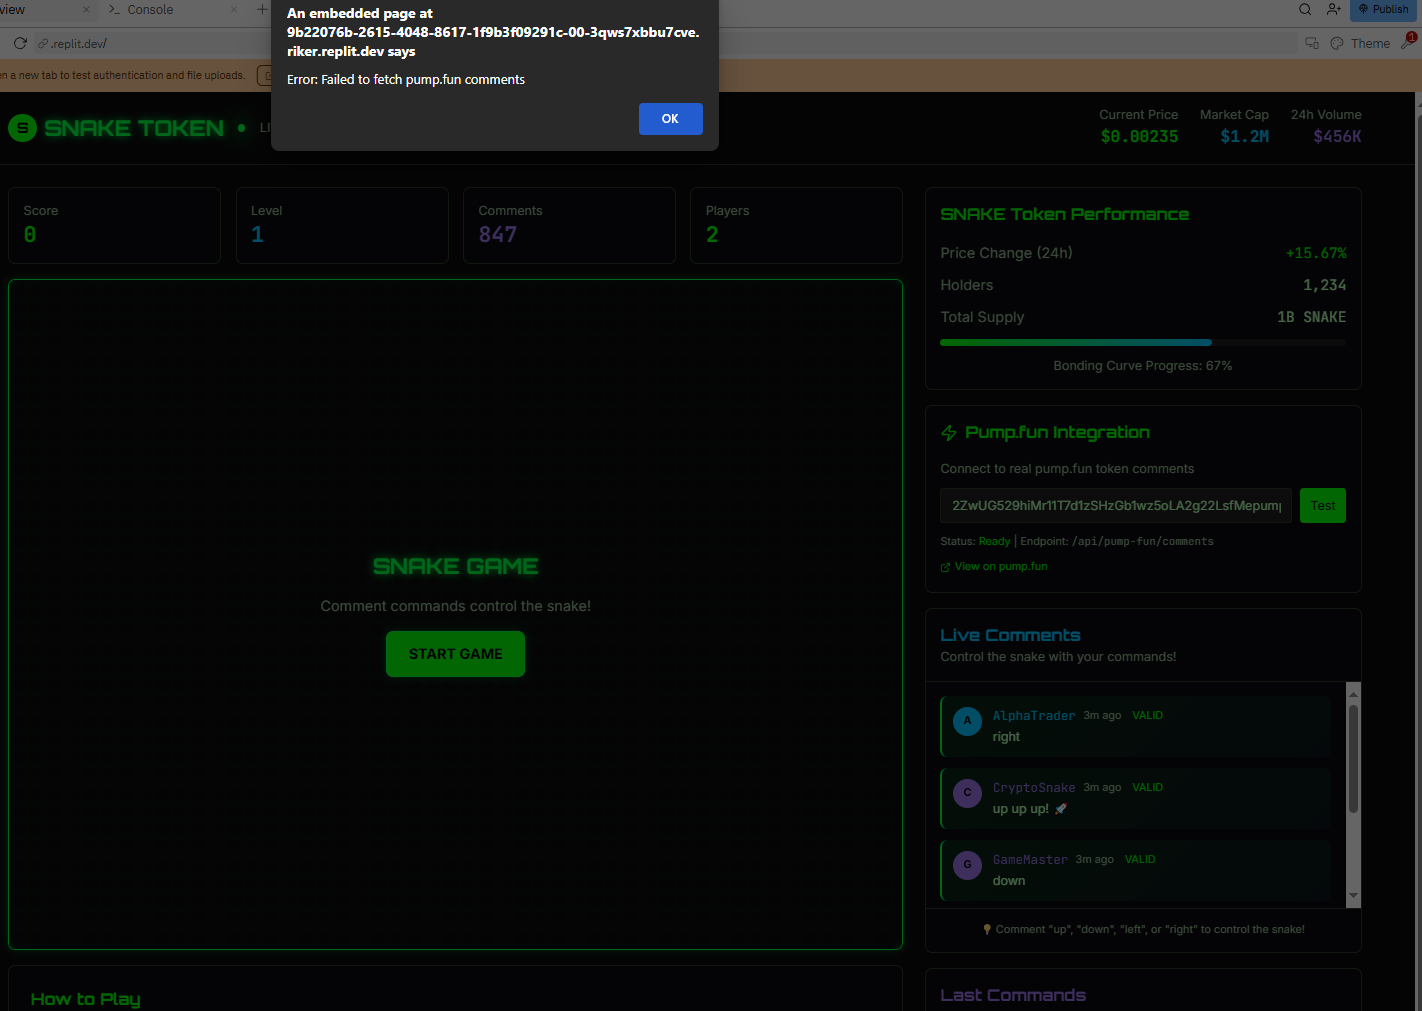 view
Console
Publish
.replit.dev/
Theme
1
n a new tab to test authentication and file uploads.
An embedded page at
9b22076b-2615-4048-8617-1f9b3f09291c-00-3qws7xbbu7cve.
riker.replit.dev says
Error: Failed to fetch pump.fun comments
OK
S SNAKE TOKEN
LI
Current Price
$0.00235
Market Cap
$1.2M
24h Volume
$456K
Score
0
Level
1
Comments
847
Players
2
SNAKE GAME
Comment commands control the snake!
START GAME
How to Play
SNAKE Token Performance
Price Change (24h) +15.67%
Holders 1,234
Total Supply 1B SNAKE
Bonding Curve Progress: 67%
Pump.fun Integration
Connect to real pump.fun token comments
2ZwUG529hiMr11T7d1zSHzGb1wz5oLA2g22LsfMepump Test
Status: Ready | Endpoint: /api/pump-fun/comments
View on pump.fun
Live Comments
Control the snake with your commands!
A AlphaTrader 3m ago VALID
right
C CryptoSnake 3m ago VALID
up up up! 🚀
G GameMaster 3m ago VALID
down
💡 Comment "up", "down", "left", or "right" to control the snake!
Last Commands